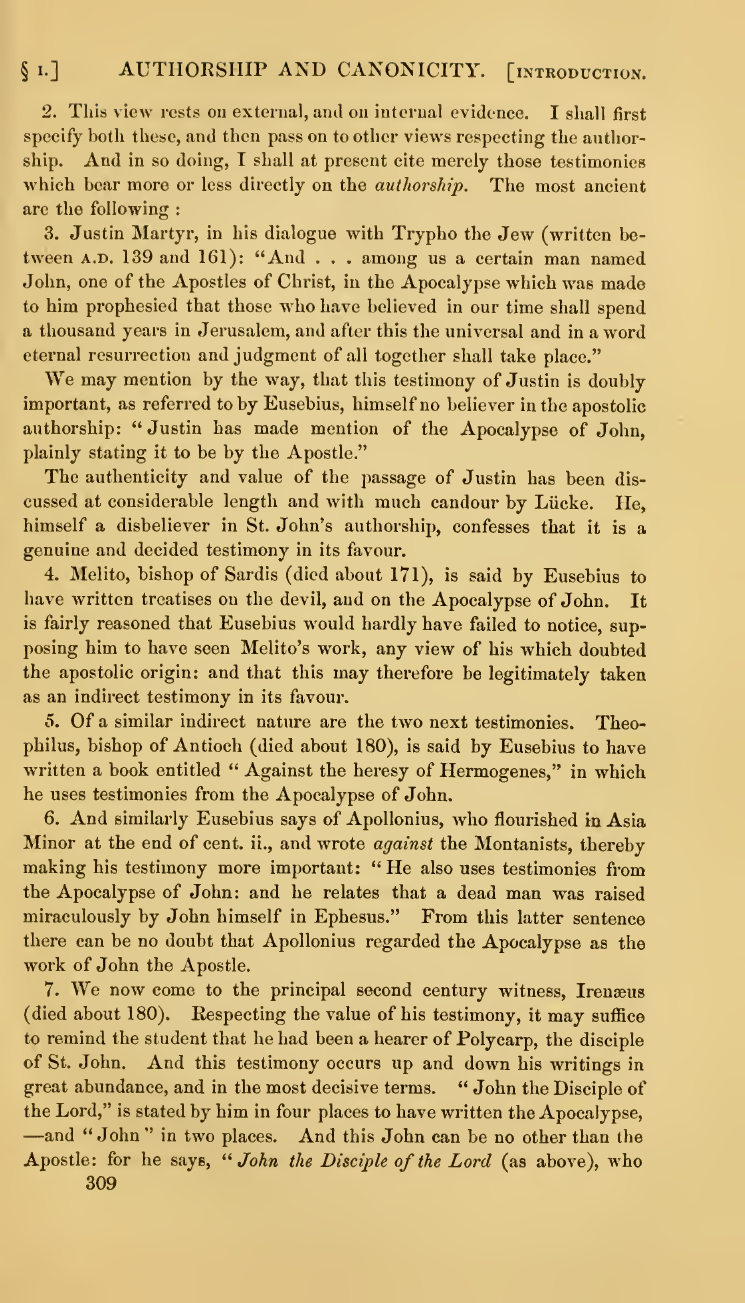 § I.] AUTHORSHIP AND CANONICITY. [INTRODUCTION.
2. This view rests on external, and on internal evidence. I shall first
specify both these, and then pass on to other views respecting the author-
ship. And in so doing, I shall at present cite merely those testimonies
which bear more or less directly on the authorship. The most ancient
are the following :
3. Justin Martyr, in his dialogue with Trypho the Jew (written be-
tween A.D. 139 and 161): “And . . . among us a certain man named
John, one of the Apostles of Christ, in the Apocalypse which was made
to him prophesied that those who have believed in our time shall spend
a thousand years in Jerusalem, and after this the universal and in a word
eternal resurrection and judgment of all together shall take place.”
We may mention by the way, that this testimony of Justin is doubly
important, as referred to by Eusebius, himself no believer in the apostolic
authorship: “Justin has made mention of the Apocalypse of John,
plainly stating it to be by the Apostle.”
The authenticity and value of the passage of Justin has been dis-
cussed at considerable length and with much candour by Lücke. He,
himself a disbeliever in St. John’s authorship, confesses that it is a
genuine and decided testimony in its favour.
4. Melito, bishop of Sardis (died about 171), is said by Eusebius to
have written treatises on the devil, and on the Apocalypse of John. It
is fairly reasoned that Eusebius would hardly have failed to notice, sup-
posing him to have seen Melito’s work, any view of his which doubted
the apostolic origin: and that this may therefore be legitimately taken
as an indirect testimony in its favour.
5. Of a similar indirect nature are the two next testimonies. Theo-
philus, bishop of Antioch (died about 180), is said by Eusebius to have
written a book entitled “Against the heresy of Hermogenes,” in which
he uses testimonies from the Apocalypse of John.
6. And similarly Eusebius says of Apollonius, who flourished in Asia
Minor at the end of cent. ii., and wrote against the Montanists, thereby
making his testimony more important: “He also uses testimonies from
the Apocalypse of John: and he relates that a dead man was raised
miraculously by John himself in Ephesus.” From this latter sentence
there can be no doubt that Apollonius regarded the Apocalypse as the
work of John the Apostle.
7. We now come to the principal second century witness, Irenæus
(died about 180). Respecting the value of his testimony, it may suffice
to remind the student that he had been a hearer of Polycarp, the disciple
of St. John. And this testimony occurs up and down his writings in
great abundance, and in the most decisive terms. “John the Disciple of
the Lord,” is stated by him in four places to have written the Apocalypse,
—and “John” in two places. And this John can be no other than the
Apostle: for he says, “John the Disciple of the Lord (as above), who
309